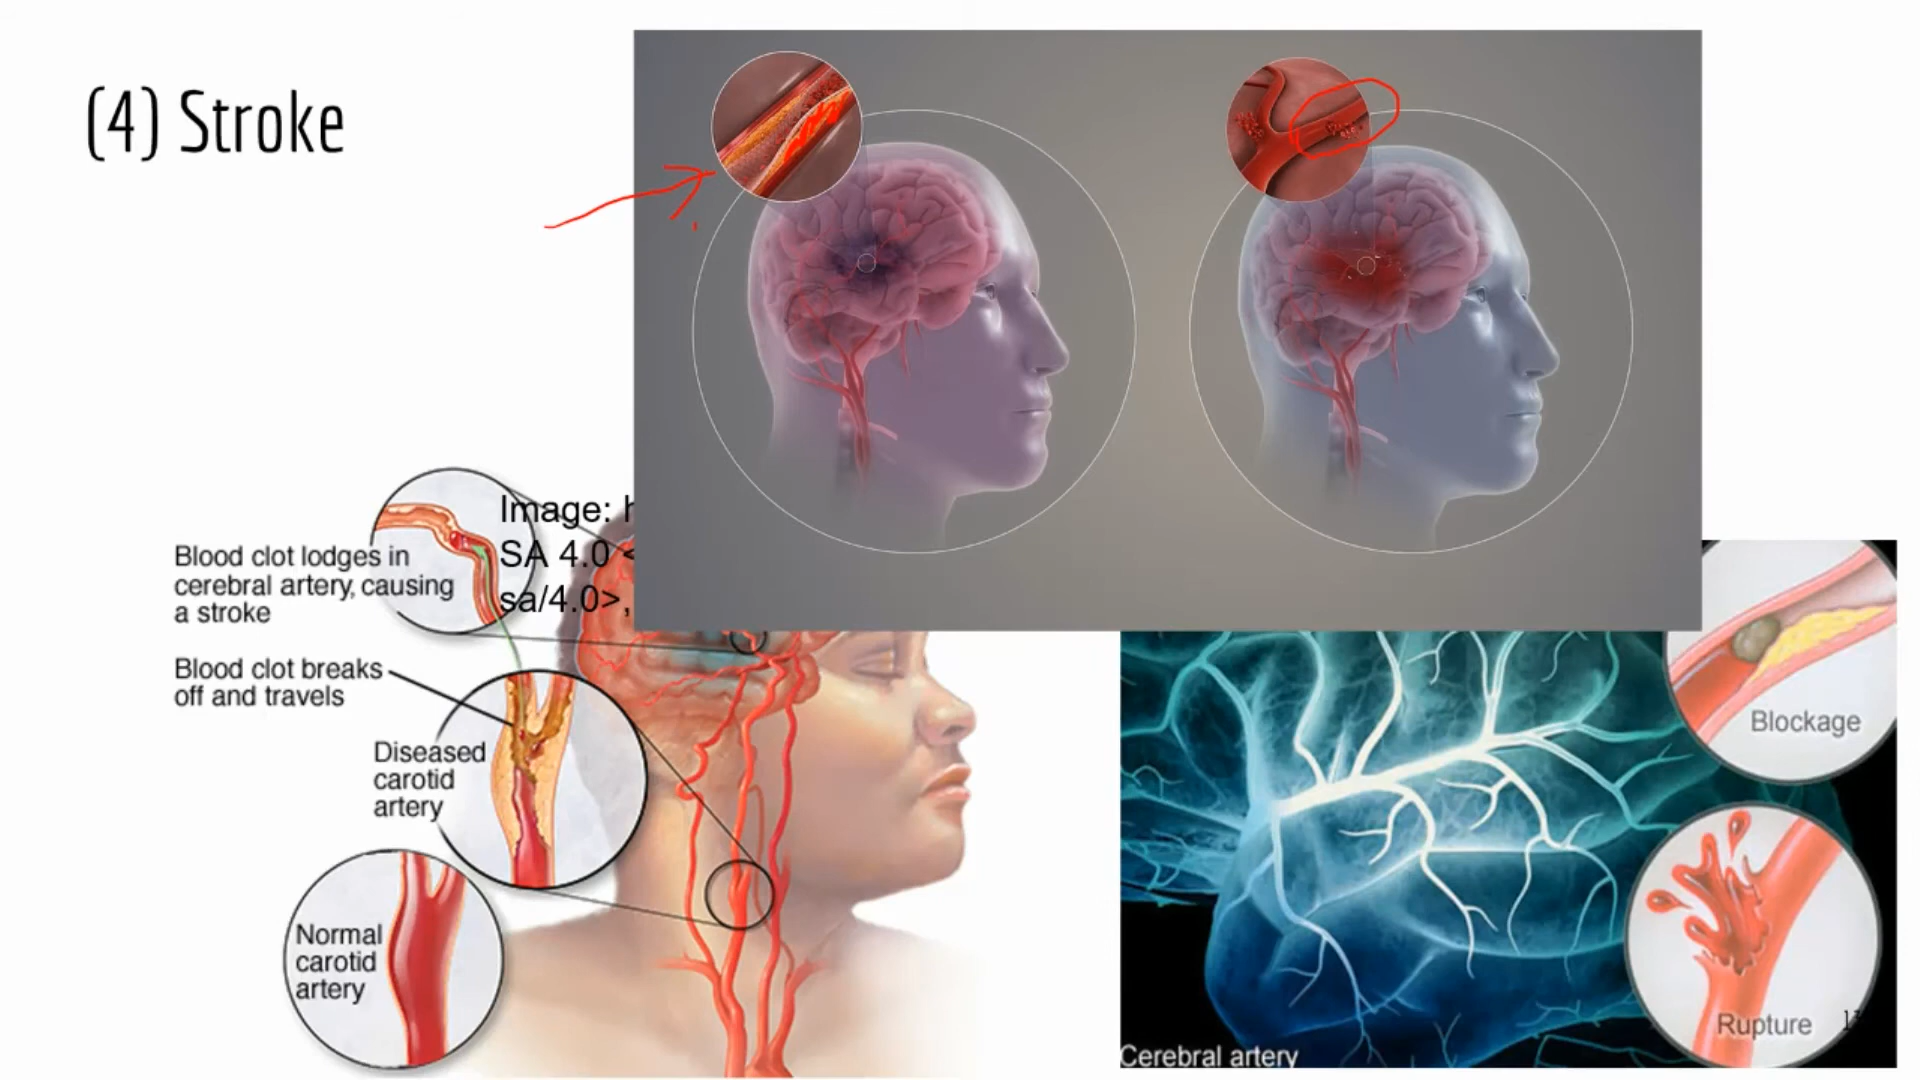 (4) Stroke
Image:
SA 4.0 <
sa/4.0>,
Blood clot lodges in
cerebral artery, causing
a stroke
Blood clot breaks
off and travels
Diseased
carotid
artery
Normal
carotid
artery
Blockage
Rupture
Cerebral artery